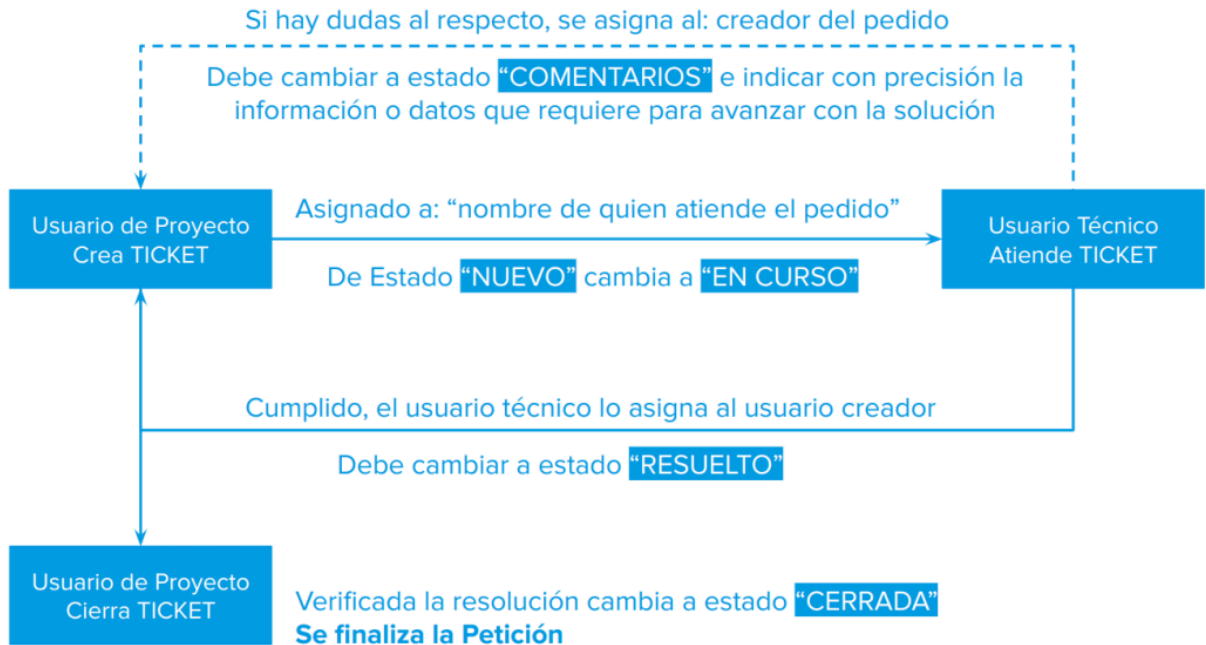 Si hay dudas al respecto, se asigna al: creador del pedido
Debe cambiar a estado “COMENTARIOS” e indicar con precisión la
información o datos que requiere para avanzar con la solución
Usuario de Proyecto
Crea TICKET
Asignado a: “nombre de quien atiende el pedido”
De Estado “NUEVO” cambia a “EN CURSO”
Usuario Técnico
Atiende TICKET
Cumplido, el usuario técnico lo asigna al usuario creador
Debe cambiar a estado “RESUELTO”
Usuario de Proyecto
Cierra TICKET
Verificada la resolución cambia a estado “CERRADA”
Se finaliza la Petición